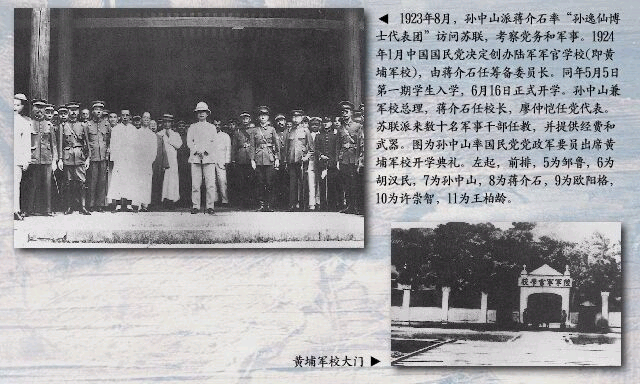 ◀ 1923年8月，孙中山派蒋介石率“孙逸仙博
士代表团”访问苏联，考察党务和军事。1924
年1月中国国民党决定创办陆军军官学校(即黄
埔军校)，由蒋介石任筹备委员长。同年5月5日
第一期学生入学，6月16日正式开学。孙中山兼
军校总理，蒋介石任校长，廖仲恺任党代表。
苏联派来数十名军事干部任教，并提供经费和
武器。图为孙中山率国民党党政军要员出席黄
埔军校开学典礼。左起，前排，5为邹鲁，6为
胡汉民，7为孙中山，8为蒋介石，9为欧阳格，
10为许崇智，11为王柏龄。
校學官軍軍陸
黄埔军校大门 ▶